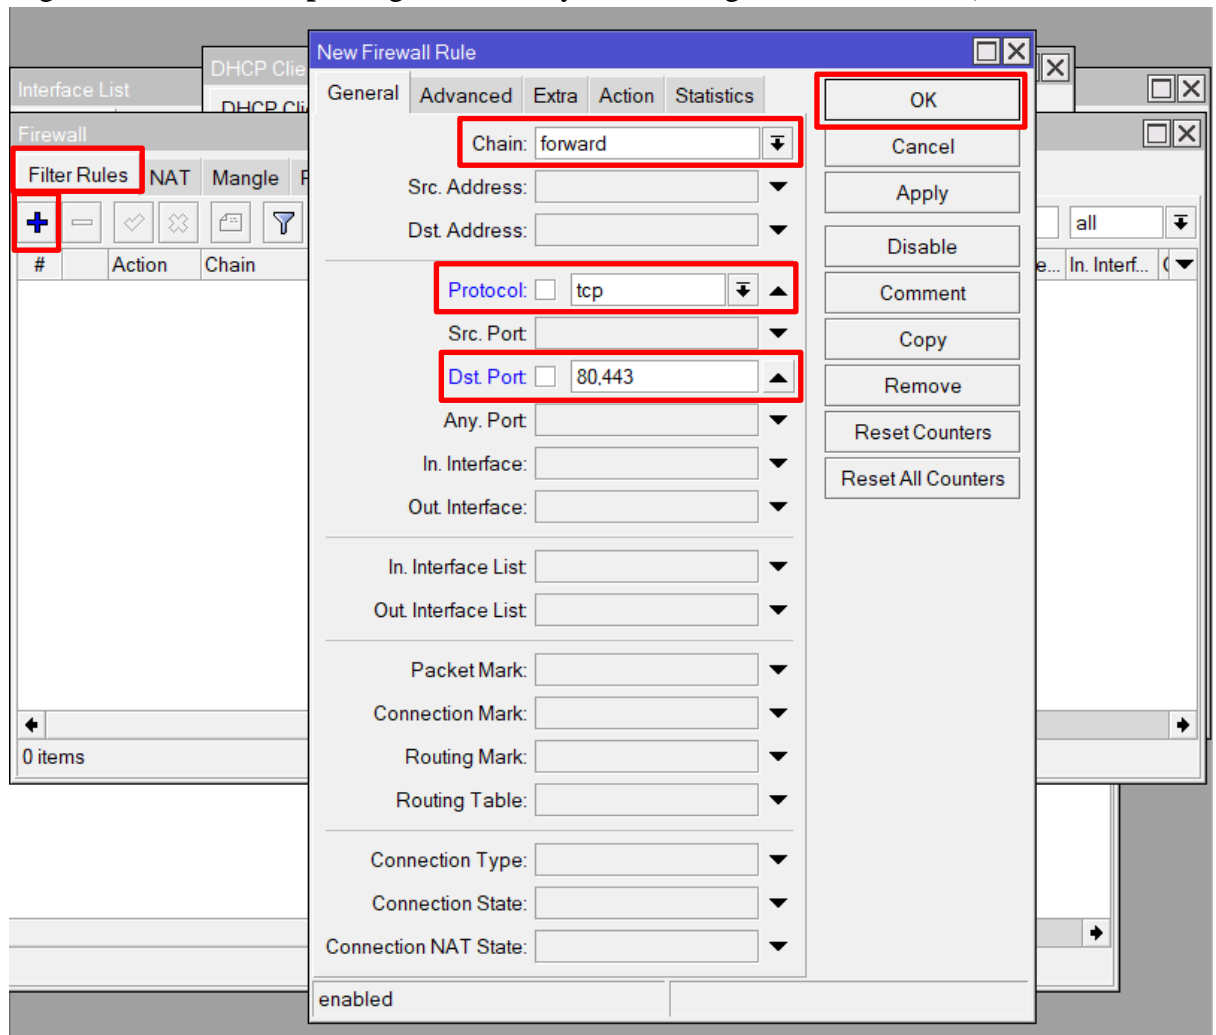 New Firewall Rule
DHCP Clie
Interface List
General Advanced Extra Action Statistics
DHCP Cli
OK
Firewall
Chain: forward
Cancel
Filter Rules NAT Mangle
Src. Address:
Apply
Dst. Address:
all
Disable
# Action Chain
In. Interf...
Protocol: tcp
Comment
Src. Port:
Copy
Dst. Port: 80,443
Remove
Any. Port:
Reset Counters
In. Interface:
Reset All Counters
Out. Interface:
In. Interface List:
Out. Interface List:
Packet Mark:
Connection Mark:
Routing Mark:
0 items
Routing Table:
Connection Type:
Connection State:
Connection NAT State:
enabled